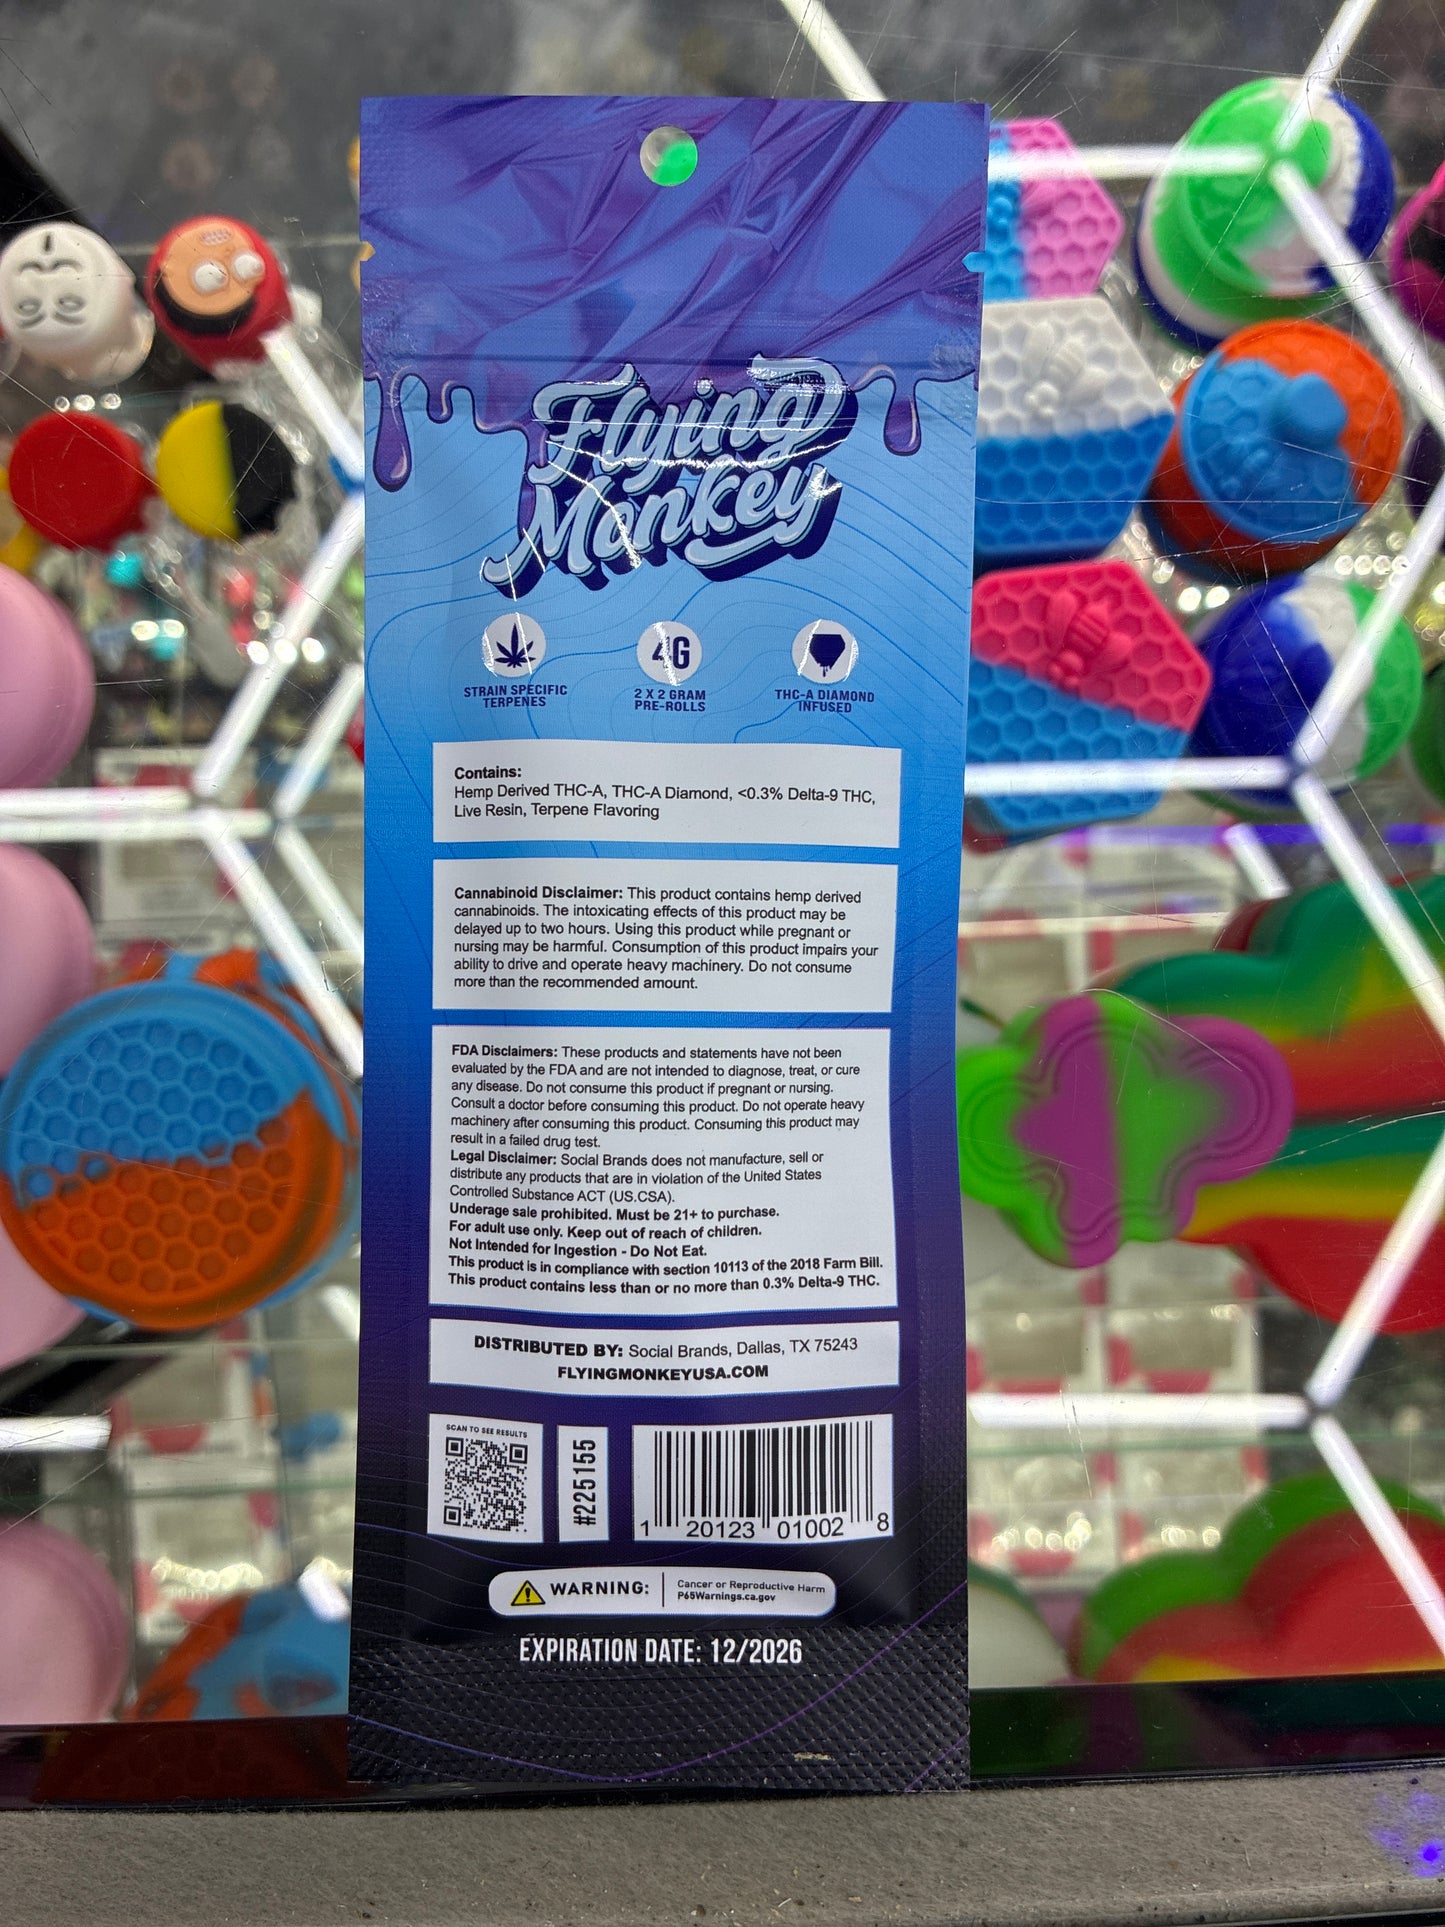 Flying
Monkey
4G
STRAIN SPECIFIC
TERPENES
2 X 2 GRAM
PRE-ROLLS
THC-A DIAMOND
INFUSED
Contains:
Hemp Derived THC-A, THC-A Diamond, <0.3% Delta-9 THC,
Live Resin, Terpene Flavoring
Cannabinoid Disclaimer: This product contains hemp derived
cannabinoids. The intoxicating effects of this product may be
delayed up to two hours. Using this product while pregnant or
nursing may be harmful. Consumption of this product impairs your
ability to drive and operate heavy machinery. Do not consume
more than the recommended amount.
FDA Disclaimers: These products and statements have not been
evaluated by the FDA and are not intended to diagnose, treat, or cure
any disease. Do not consume this product if pregnant or nursing.
Consult a doctor before consuming this product. Do not operate heavy
machinery after consuming this product. Consuming this product may
result in a failed drug test.
Legal Disclaimer: Social Brands does not manufacture, sell or
distribute any products that are in violation of the United States
Controlled Substance ACT (US.CSA).
Underage sale prohibited. Must be 21+ to purchase.
For adult use only. Keep out of reach of children.
Not Intended for Ingestion - Do Not Eat.
This product is in compliance with section 10113 of the 2018 Farm Bill.
This product contains less than or no more than 0.3% Delta-9 THC.
DISTRIBUTED BY: Social Brands, Dallas, TX 75243
FLYINGMONKEYUSA.COM
SCAN TO SEE RESULTS
#225155
1 20123 01002 8
WARNING:
Cancer or Reproductive Harm
P65Warnings.ca.gov
EXPIRATION DATE: 12/2026